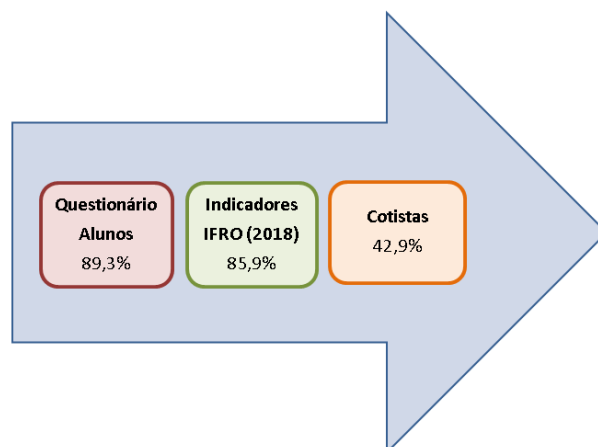 Questionário
Alunos
89,3%
Indicadores
IFRO (2018)
85,9%
Cotistas
42,9%